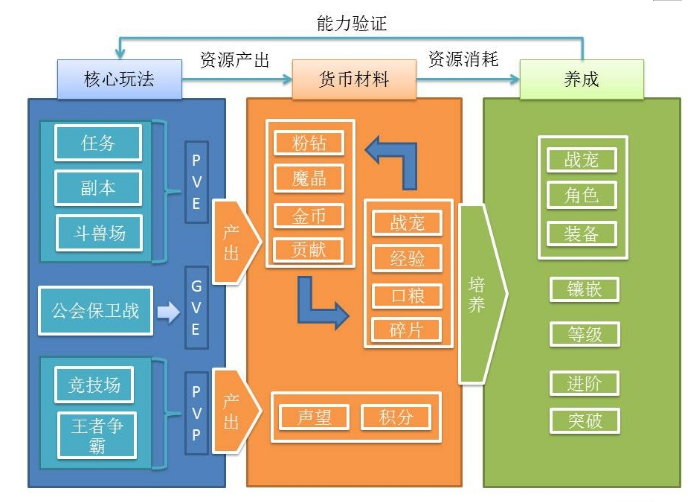 能力验证
资源产出
资源消耗
核心玩法
货币材料
养成
任务
副本
斗兽场
PVE
公会保卫战
GVE
竞技场
王者争
霸
PVP
产出
产出
粉钻
魔晶
金币
贡献
战宠
经验
口粮
碎片
声望
积分
培养
战宠
角色
装备
镶嵌
等级
进阶
突破